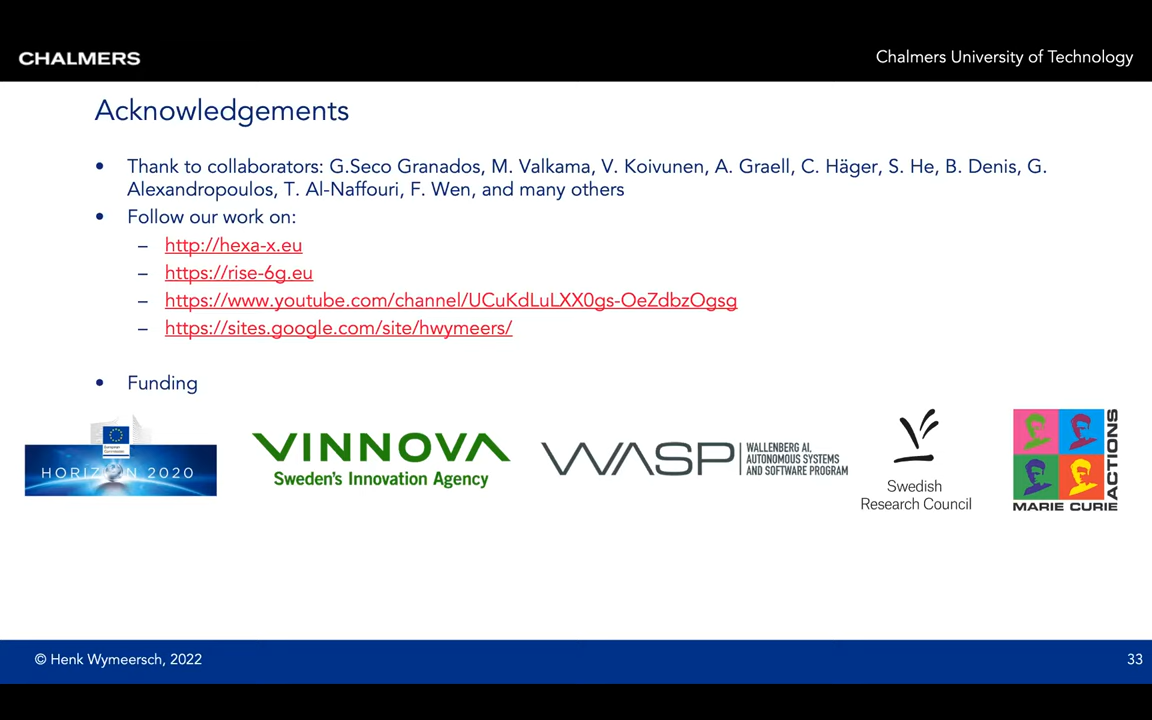 CHALMERS
Chalmers University of Technology
Acknowledgements
• Thank to collaborators: G.Seco Granados, M. Valkama, V. Koivunen, A. Graell, C. Häger, S. He, B. Denis, G.
Alexandropoulos, T. Al-Naffouri, F. Wen, and many others
• Follow our work on:
– http://hexa-x.eu
– https://rise-6g.eu
– https://www.youtube.com/channel/UCuKdLuLXX0gs-OeZdbzOgsg
– https://sites.google.com/site/hwymeers/
• Funding
European
Commission
HORIZON 2020
VINNOVA
Sweden's Innovation Agency
WASP
WALLENBERG AI,
AUTONOMOUS SYSTEMS
AND SOFTWARE PROGRAM
Swedish
Research Council
MARIE CURIE
ACTIONS
© Henk Wymeersch, 2022
33